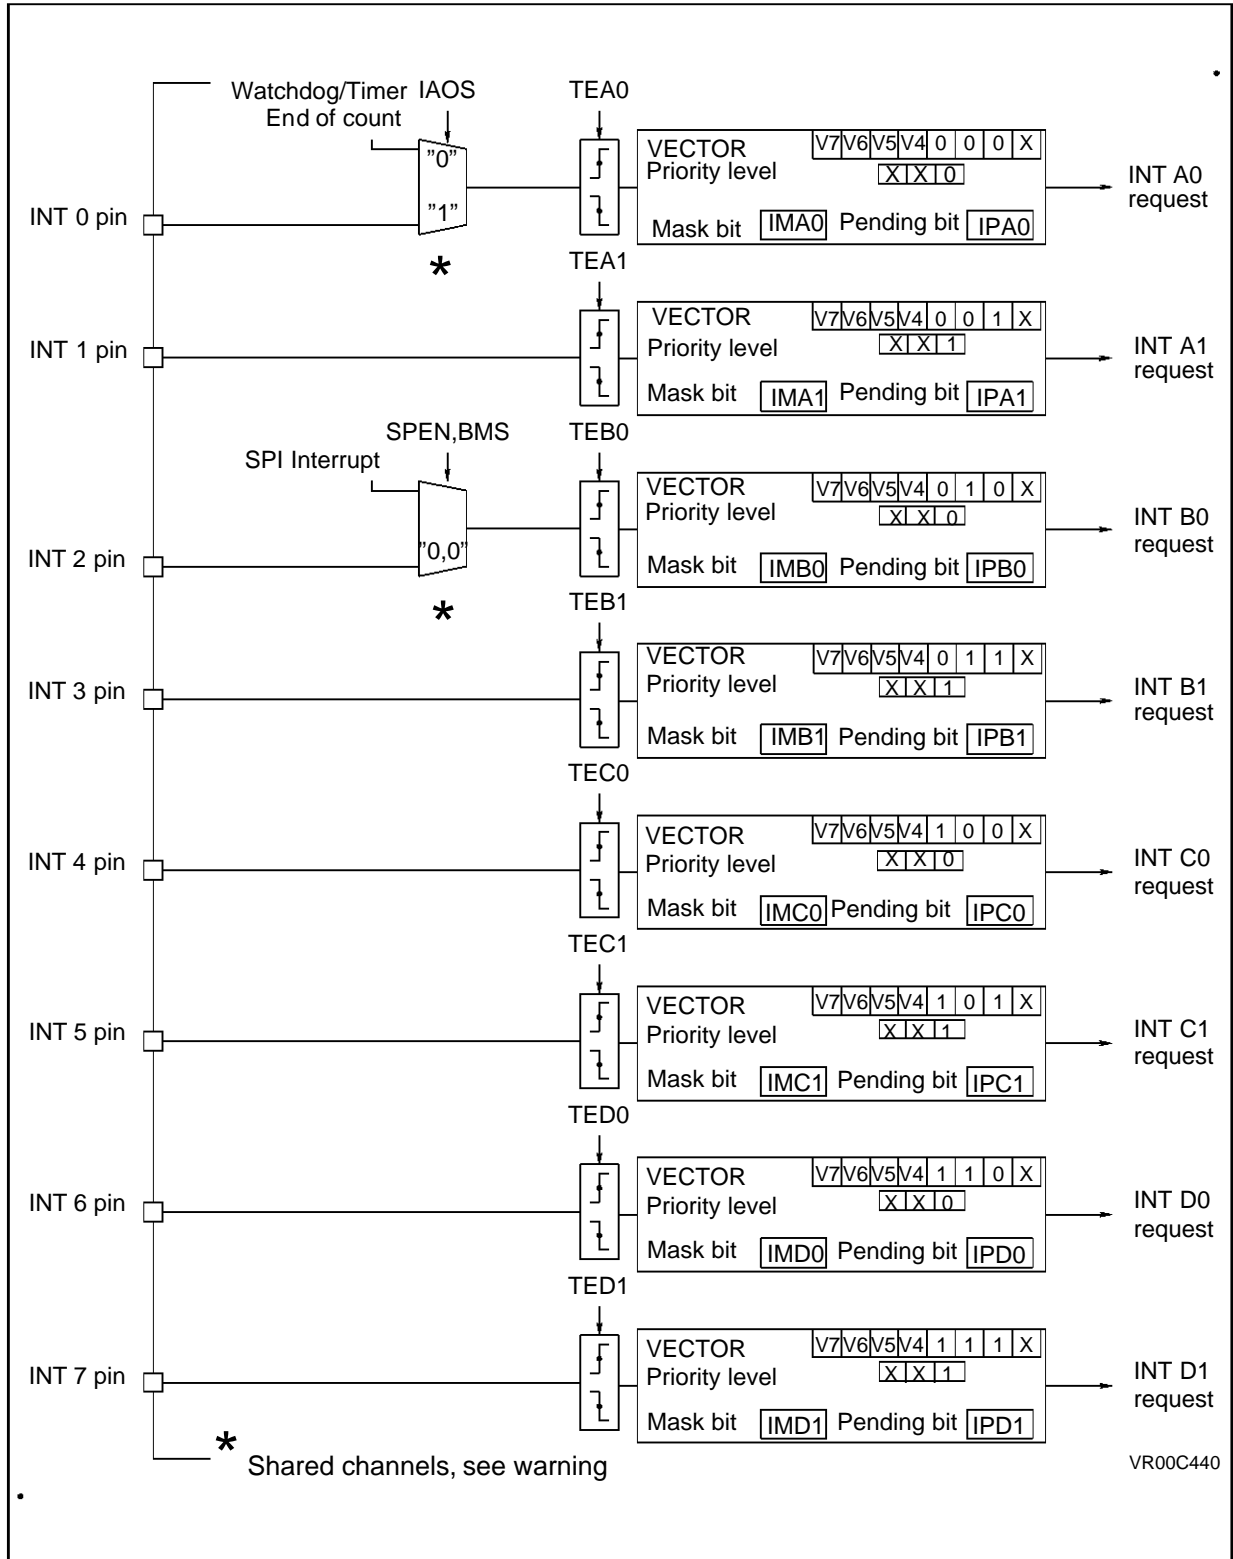 Watchdog/Timer IAOS TEA0
End of count
"0"
"1"
INT 0 pin
VECTOR V7 V6 V5 V4 0 0 0 X
Priority level X X 0
Mask bit IMA0 Pending bit IPA0
INT A0
request
*
TEA1
INT 1 pin
VECTOR V7 V6 V5 V4 0 0 1 X
Priority level X X 1
Mask bit IMA1 Pending bit IPA1
INT A1
request
SPEN,BMS TEB0
SPI Interrupt
"0,0"
INT 2 pin
VECTOR V7 V6 V5 V4 0 1 0 X
Priority level X X 0
Mask bit IMB0 Pending bit IPB0
INT B0
request
*
TEB1
INT 3 pin
VECTOR V7 V6 V5 V4 0 1 1 X
Priority level X X 1
Mask bit IMB1 Pending bit IPB1
INT B1
request
TEC0
INT 4 pin
VECTOR V7 V6 V5 V4 1 0 0 X
Priority level X X 0
Mask bit IMC0 Pending bit IPC0
INT C0
request
TEC1
INT 5 pin
VECTOR V7 V6 V5 V4 1 0 1 X
Priority level X X 1
Mask bit IMC1 Pending bit IPC1
INT C1
request
TED0
INT 6 pin
VECTOR V7 V6 V5 V4 1 1 0 X
Priority level X X 0
Mask bit IMD0 Pending bit IPD0
INT D0
request
TED1
INT 7 pin
VECTOR V7 V6 V5 V4 1 1 1 X
Priority level X X 1
Mask bit IMD1 Pending bit IPD1
INT D1
request
* Shared channels, see warning
VR00C440